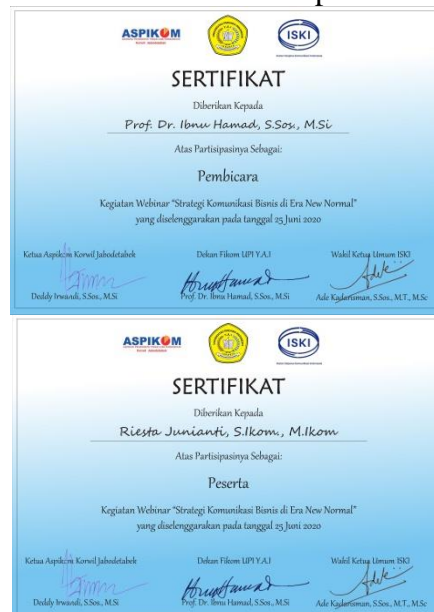 ASPIKOM
ISKI
SERTIFIKAT
Diberikan Kepada
Prof. Dr. Ibnu Hamad, S.Sos., M.Si
Atas Partisipasinya Sebagai:
Pembicara
Kegiatan Webinar "Strategi Komunikasi Bisnis di Era New Normal"
yang diselenggarakan pada tanggal 25 Juni 2020
Ketua Aspikom Korwil Jabodetabek Dekan Fikom UPI Y.A.I Wakil Ketua Umum ISKI
Deddy Irwandi, S.Sos., M.Si Prof. Dr. Ibnu Hamad, S.Sos., M.Si Ade Kadarisman, S.Sos., M.T., M.Sc
ASPIKOM
ISKI
SERTIFIKAT
Diberikan Kepada
Riesta Junianti, S.Ikom., M.Ikom
Atas Partisipasinya Sebagai:
Peserta
Kegiatan Webinar "Strategi Komunikasi Bisnis di Era New Normal"
yang diselenggarakan pada tanggal 25 Juni 2020
Ketua Aspikom Korwil Jabodetabek Dekan Fikom UPI Y.A.I Wakil Ketua Umum ISKI
Deddy Irwandi, S.Sos., M.Si Prof. Dr. Ibnu Hamad, S.Sos., M.Si Ade Kadarisman, S.Sos., M.T., M.Sc